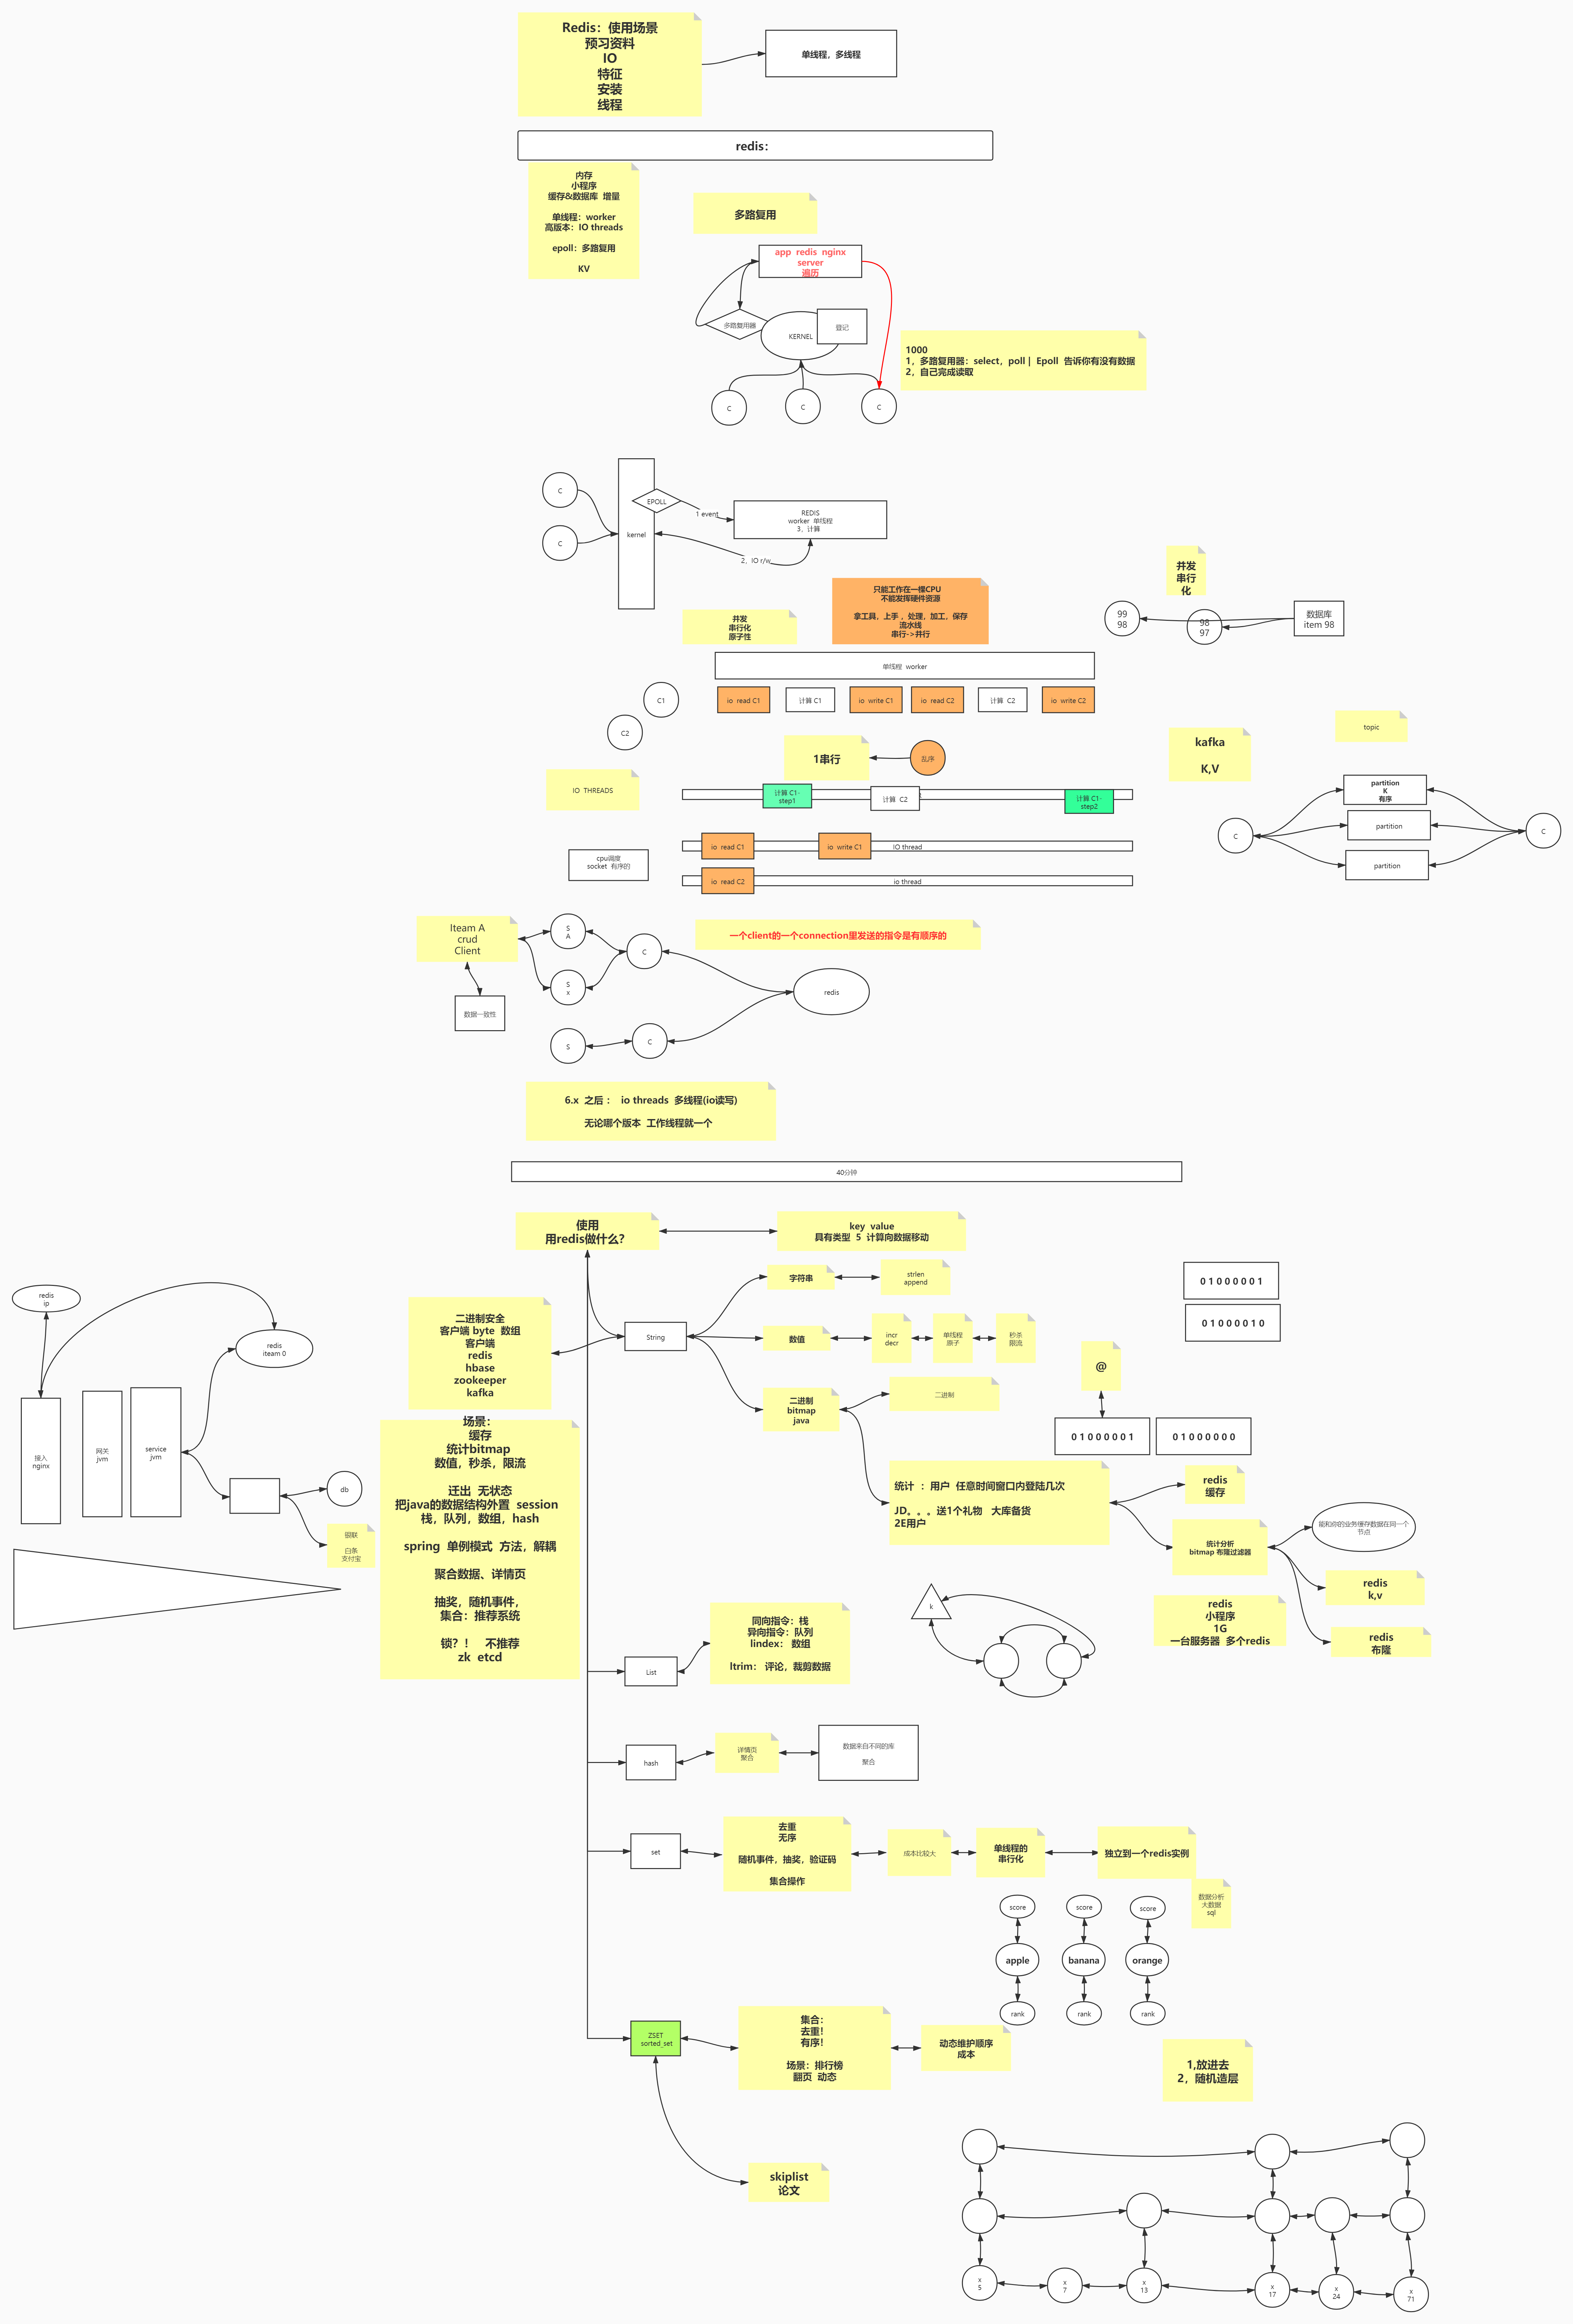 Redis：使用场景
预习资料
IO
特征
安装
线程
单线程，多线程
redis：
内存
小程序
缓存&数据库 增量
单线程：worker
高版本：IO threads
epoll：多路复用
KV
多路复用
app redis nginx
server
遍历
多路复用器
KERNEL
登记
C
C
C
1000
1，多路复用器：select，poll | Epoll 告诉你有没有数据
2，自己完成读取
C
C
kernel
EPOLL
1 event
REDIS
worker 单线程
3，计算
2，IO r/w
并发
串行
化
99
98
98
97
数据库
item 98
只能工作在一棵CPU
不能发挥硬件资源
拿工具，上手，处理，加工，保存
流水线
串行->并行
并发
串行化
原子性
单线程 worker
C1
C2
io read C1
计算 C1
io write C1
io read C2
计算 C2
io write C2
1串行
乱序
IO THREADS
计算 C1-
step1
计算 C2
计算 C1-
step2
io read C1
io write C1
IO thread
io read C2
io thread
cpu调度
socket 有序的
kafka
K,V
topic
partition
K
有序
partition
partition
C
C
Iteam A
crud
Client
数据一致性
S
A
S
x
S
C
C
redis
一个client的一个connection里发送的指令是有顺序的
6.x 之后： io threads 多线程(io读写)
无论哪个版本 工作线程就一个
40分钟
使用
用redis做什么?
key value
具有类型 5 计算向数据移动
字符串
strlen
append
String
数值
incr
decr
单线程
原子
秒杀
限流
二进制
bitmap
java
二进制
0 1 0 0 0 0 0 1
0 1 0 0 0 0 1 0
@
0 1 0 0 0 0 0 1
0 1 0 0 0 0 0 0
二进制安全
客户端 byte 数组
客户端
redis
hbase
zookeeper
kafka
redis
ip
redis
iteam 0
接入
nginx
网关
jvm
service
jvm
db
银联
白条
支付宝
场景：
缓存
统计bitmap
数值，秒杀，限流
迁出 无状态
把java的数据结构外置 session
栈，队列，数组，hash
spring 单例模式 方法，解耦
聚合数据、详情页
抽奖，随机事件，
集合：推荐系统
锁？！ 不推荐
zk etcd
统计 ：用户 任意时间窗口内登陆几次
JD。。。送1个礼物 大库备货
2E用户
redis
缓存
统计分析
bitmap 布隆过滤器
能和你的业务缓存数据在同一个
节点
redis
k,v
redis
布隆
redis
小程序
1G
一台服务器 多个redis
k
List
同向指令：栈
异向指令：队列
lindex： 数组
ltrim： 评论，裁剪数据
hash
详情页
聚合
数据来自不同的库
聚合
set
去重
无序
随机事件，抽奖，验证码
集合操作
成本比较大
单线程的
串行化
独立到一个redis实例
数据分析
大数据
sql
score
score
score
apple
banana
orange
rank
rank
rank
ZSET
sorted_set
集合：
去重！
有序！
场景：排行榜
翻页 动态
动态维护顺序
成本
1,放进去
2，随机造层
skiplist
论文
x
5
x
7
x
13
x
17
x
24
x
71